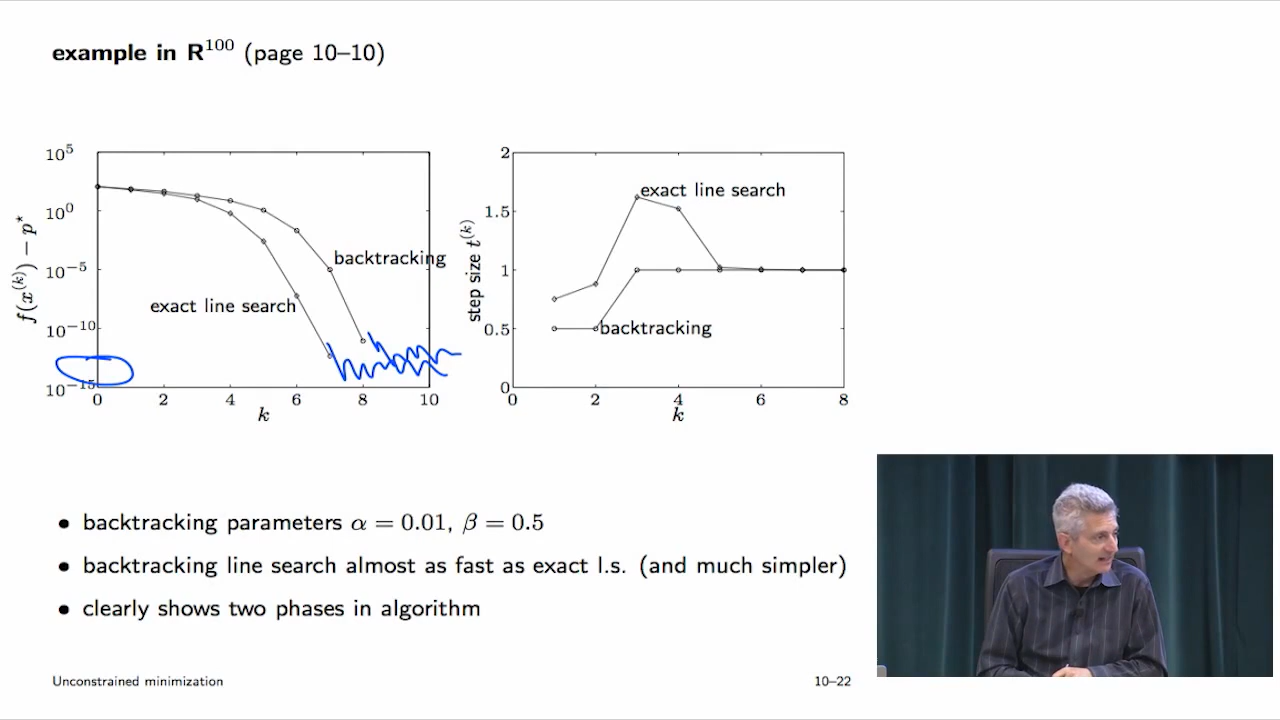 example in R^100 (page 10–10)
10^5
10^0
10^−5
10^−10
10^−15
f(x^(k)) − p⋆
backtracking
exact line search
0 2 4 6 8 10
k
2
1.5
1
0.5
0
step size t^(k)
exact line search
backtracking
0 2 4 6 8
k
• backtracking parameters α = 0.01, β = 0.5
• backtracking line search almost as fast as exact l.s. (and much simpler)
• clearly shows two phases in algorithm
Unconstrained minimization 10–22